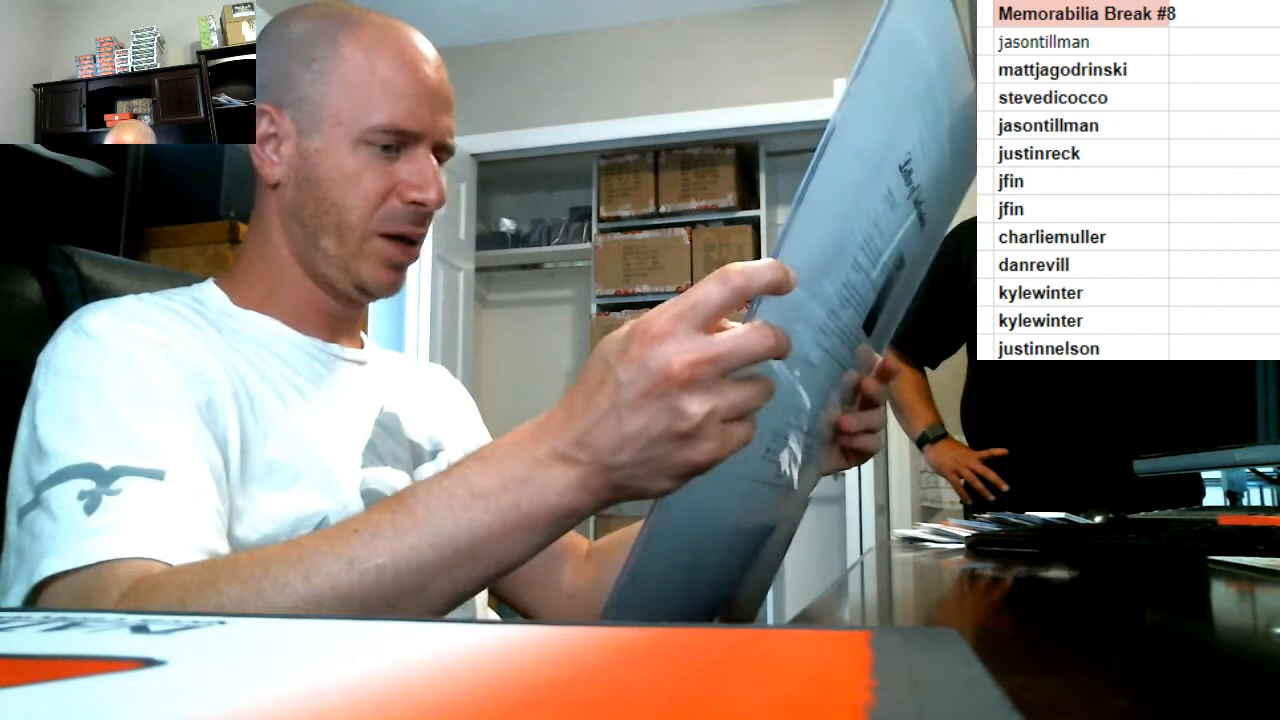 Memorabilia Break #8
jasontillman
mattjagodrinski
stevedicocco
jasontillman
justinreck
jfin
jfin
charliemuller
danrevill
kylewinter
kylewinter
justinnelson